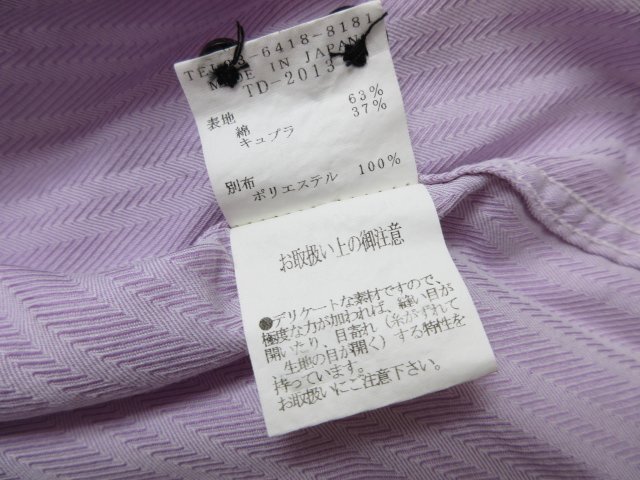 6418-8181
MADE IN JAPAN
TD-2013
表地
綿 63%
キュプラ 37%
別布
ポリエステル 100%
お取扱い上の御注意
●デリケートな素材ですので、
極度な力が加われば、縫い目が
開いたり、目寄れ(糸がずれて
生地の目が開く)する特性を
持っています。
お取扱いにご注意下さい。